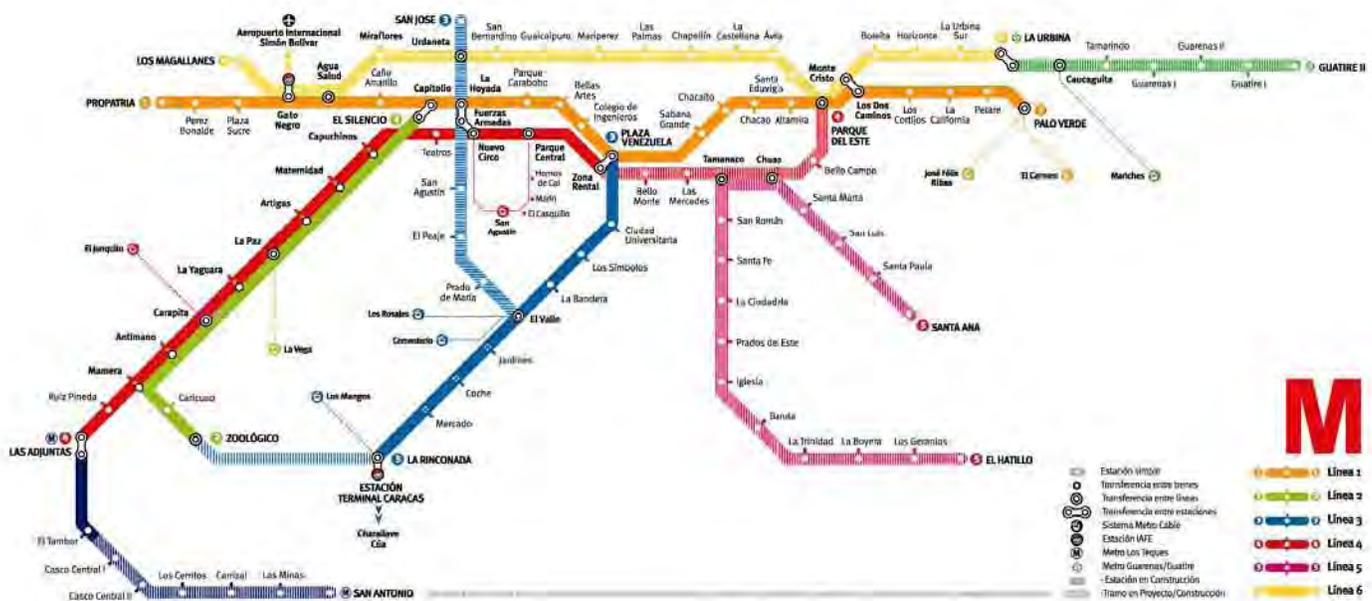 Aeropuerto Internacional
Simón Bolívar
SAN JOSE
3
LOS MAGALLANES
Agua
Salud
Miraflores
Urdaneta
San
Bernardino
Guaicaipuro
Mariperez
Las
Palmas
Chapellín
La
Castellana
Ávila
Monte
Cristo
Boleíta
Horizonte
La Urbina
Sur
LA URBINA
Tamarindo
Guarenas II
GUATIRE II
Caucaguita
Guarenas I
Guatire I
PROPATRIA
Perez
Bonalde
Plaza
Sucre
Gato
Negro
Caño
Amarillo
Capitolio
EL SILENCIO
La
Hoyada
Fuerzas
Armadas
Parque
Carabobo
Bellas
Artes
Colegio de
Ingenieros
PLAZA
VENEZUELA
Sabana
Grande
Chacaíto
Chacao
Santa
Eduvigis
Altamira
PARQUE
DEL ESTE
Los Dos
Caminos
Los
Cortijos
La
California
Petare
PALO VERDE
José Félix
Ribas
El Carmen
Mariches
Capuchinos
Teatros
Nuevo
Circo
Parque
Central
Hornos
de Cal
Marín
El Casquillo
San
Agustín
Zona
Rental
Bello
Monte
Las
Mercedes
Tamanaco
Chuao
Bello Campo
Maternidad
Artigas
La Paz
La Yaguara
El Junquito
Carapita
Antímano
Mamera
Ruiz Pineda
LAS ADJUNTAS
La Vega
Caricuao
ZOOLÓGICO
San
Agustín
El Peaje
Prado
de María
Los Rosales
Cementerio
El Valle
Ciudad
Universitaria
Los Símbolos
La Bandera
Jardines
Coche
Mercado
Los Mangos
LA RINCONADA
ESTACIÓN
TERMINAL CARACAS
Charallave
Cúa
San Román
Santa Fe
La Ciudadela
Prados del Este
Iglesia
Baruta
La Trinidad
La Boyera
Los Geranios
EL HATILLO
Santa Marta
San Luis
Santa Paula
SANTA ANA
El Tambor
Casco Central I
Casco Central II
Los Cerritos
Carrizal
Las Minas
SAN ANTONIO
M
Estación simple
Transferencia entre trenes
Transferencia entre líneas
Transferencia entre estaciones
Sistema Metro Cable
Estación IAFE
Metro Los Teques
Metro Guarenas/Guatire
Estación en Construcción
Tramo en Proyecto/Construcción
Línea 1
Línea 2
Línea 3
Línea 4
Línea 5
Línea 6